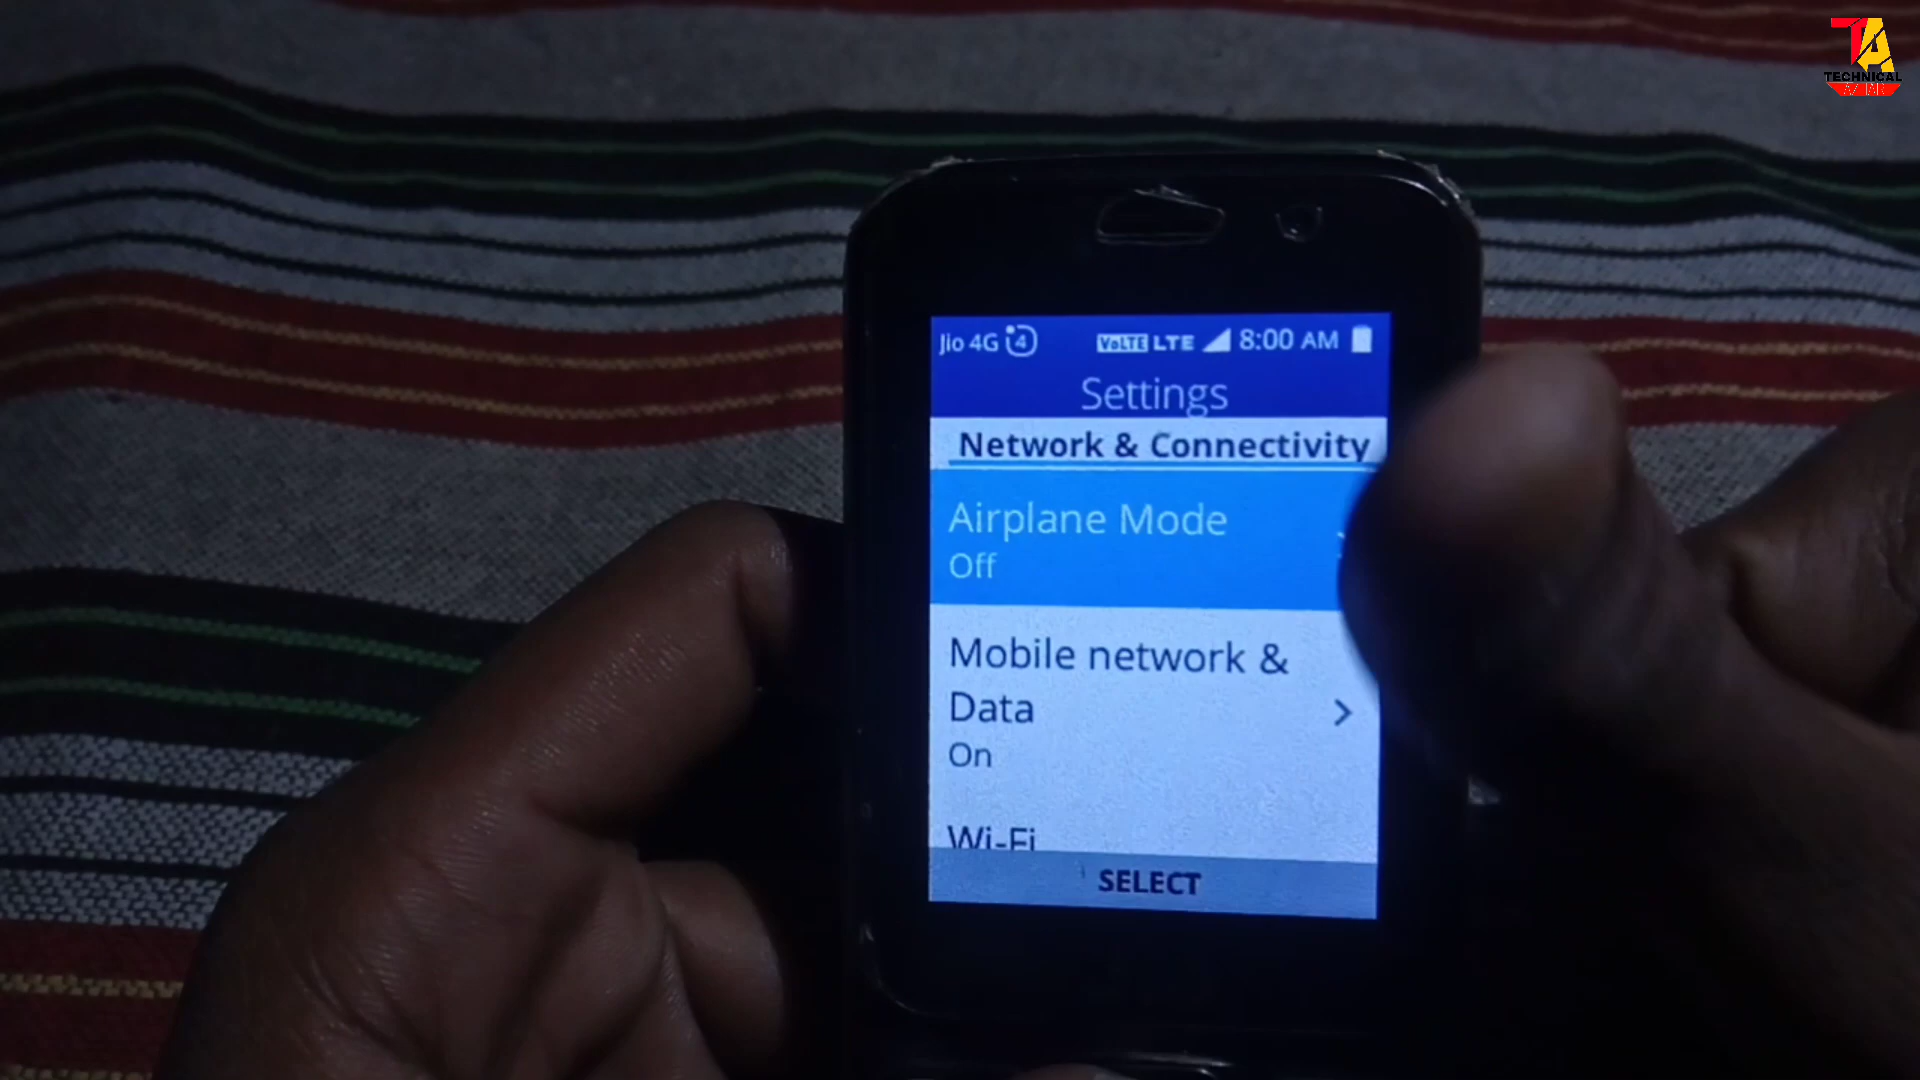 TA
TECHNICAL
Jio 4G 4 VoLTE LTE 8:00 AM
Settings
Network & Connectivity
Airplane Mode
Off
Mobile network &
Data
On
Wi-Fi
SELECT